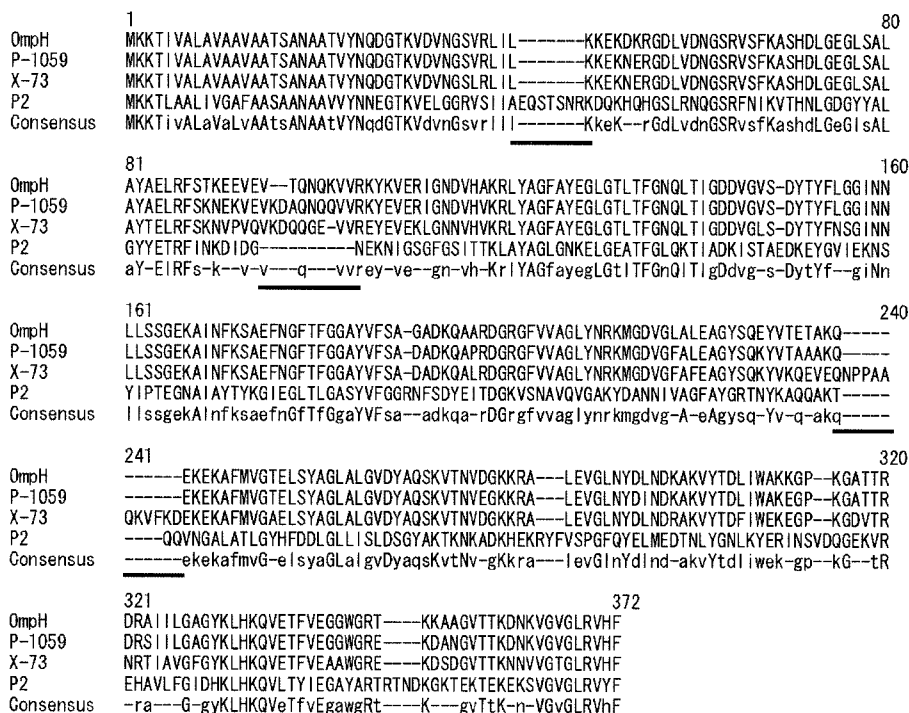 1 80
OmpH MKKTIVALAVAAVAATSANAATVYNQDGTKVDVNGSVRLIL-------KKEKDKRGDLVDNGSRVSFKASHDLGEGLSAL
P-1059 MKKTIVALAVAAVAATSANAATVYNQDGTKVDVNGSVRLIL-------KKEKNERGDLVDNGSRVSFKASHDLGEGLSAL
X-73 MKKTIVALAVAAVAATSANAATVYNQDGTKVDVNGSLRLIL-------KKEKNERGDLVDNGSRVSFKASHDLGEGLSAL
P2 MKKTLAALIVGAFAASAANAAVVYNNEGTKVELGGRVSIIAEQSTSNRKDQKHQHGSLRNQGSRFNIKVTHNLGDGYYAL
Consensus MKKTivALaVaLvAAtsANAAtVYNqdGTKVdvnGsvrlIl-------KkeK--rGdLvdnGSRvsfKashdLGeGlsAL
81 160
OmpH AYAELRFSTKEEVEV--TQNQKVVRKYKVERIGNDVHAKRLYAGFAYEGLGTLTFGNQLTIGDDVGVS-DYTYFLGGINN
P-1059 AYAELRFSKNEKVEVKDAQNQQVVRKYEVERIGNDVHVKRLYAGFAYEGLGTLTFGNQLTIGDDVGVS-DYTYFLGGINN
X-73 AYTELRFSKNVPVQVKDQQGE-VVREYEVEKLGNNVHVKRLYAGFAYEGLGTLTFGNQLTIGDDVGLS-DYTYFNSGINN
P2 GYYETRFINKDIDG----------NEKNIGSGFGSITTKLAYAGLGNKELGEATFGLQKTIADKISTAEDKEYGVIEKNS
Consensus aY-ElRFs-k--v-v---q---vvreyev-ve--gn-vh-KrlYAGfayegLGtlTFGnQlTIgDdvg-s-DytYf--giNn
161 240
OmpH LLSSGEKAINFKSAEFNGFTFGGAYVFSA-GADKQAARDGRGFVVAGLYNRKMGDVGLALEAGYSQEYVTETAKQ-----
P-1059 LLSSGEKAINFKSAEFNGFTFGGAYVFSA-DADKQAPRDGRGFVVAGLYNRKMGDVGFALEAGYSQKYVTAAAKQ-----
X-73 LLSSGEKAINFKSAEFNGFTFGGAYVFSA-DADKQALRDGRGFVVAGLYNRKMGDVGFAFEAGYSQKYVKQEVEQNPPAA
P2 YIPTEGNAIAYTYKGIEGLTLGASYVFGGRNFSDYEITDGKVSNAVQVGAKYDANNIVAGFAYGRTNYKAQQAKT-----
Consensus llssgekAInfksaefnGfTfGgaYVFsa--adkqa-rDGrgfvvaglynrkmgdvg-A-eAgYsq-Yv-q-akq-----
241 320
OmpH ------EKEKAFMVGTELSYAGLALGVDYAQSKVTNVDGKKRA---LEVGLNYDLNDKAKVYTDLIWAKKGP--KGATTR
P-1059 ------EKEKAFMVGTELSYAGLALGVDYAQSKVTNVEGKKRA---LEVGLNYDINDKAKVYTDLIWAKEGP--KGATTR
X-73 QKVFKDEKEKAFMVGAELSYAGLALGVDYAQSKVTNVDGKKRA---LEVGLNYDLNDRAKVYTDFIWEKEGP--KGDVTR
P2 ----QQVNGALATLGYHFDDLGLLISLDSGYAKTKNKADKHEKRYFVSPGFQYELMEDTNLYGNLKYERINSVDQGEKVR
Consensus ------ekekafmvG-elsyaGLalgvDyaqsKvtNv-gKkra---levGlnYdlnd-akvYtdliwek-gp--kG--tR
321 372
OmpH DRAIILGAGYKLHKQVETFVEGGWGRT----KKAAGVTTKDNKVGVGLRVHF
P-1059 DRSIILGAGYKLHKQVETFVEGGWGRE----KDANGVTTKDNKVGVGLRVHF
X-73 NRTIAVGFGYKLHKQVETFVEAAWGRE----KDSDGVTTKNNVVGTGLRVHF
P2 EHAVLFGIDHKLHKQVLTYIEGAYARTRTNDKGKTEKTEKEKSVGVGLRVYF
Consensus -ra---G-gyKLHKQVeTfvEgawgRt----K---gvTtK-n-VGvGLRVhF